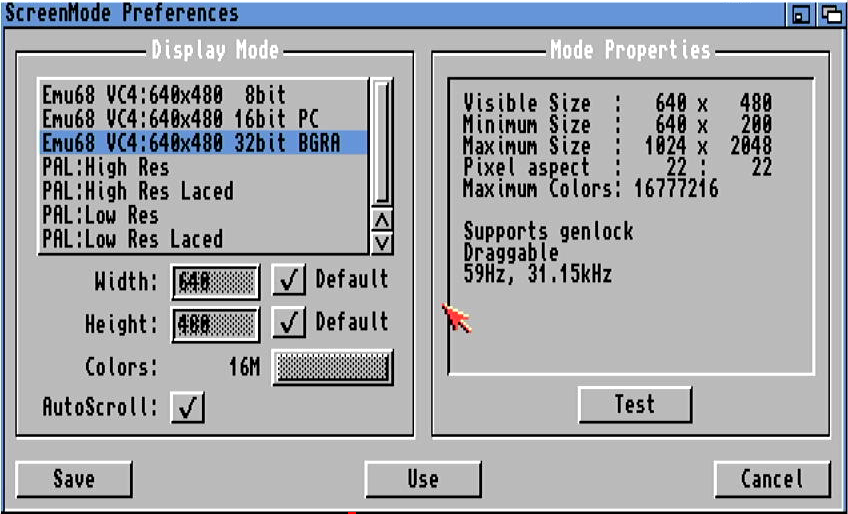 ScreenMode Preferences
Display Mode
Emu68 VC4:640x480 8bit
Emu68 VC4:640x480 16bit PC
Emu68 VC4:640x480 32bit BGRA
PAL:High Res
PAL:High Res Laced
PAL:Low Res
PAL:Low Res Laced
Width: 640 Default
Height: 480 Default
Colors: 16M
AutoScroll:
Mode Properties
Visible Size : 640 x 480
Minimum Size : 640 x 200
Maximum Size : 1024 x 2048
Pixel aspect : 22 : 22
Maximum Colors: 16777216
Supports genlock
Draggable
59Hz, 31.15kHz
Test
Save
Use
Cancel